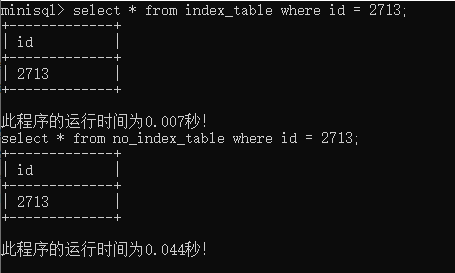 minisql> select * from index_table where id = 2713;
+-------------+
| id          |
+-------------+
| 2713        |
+-------------+
此程序的运行时间为0.007秒!
select * from no_index_table where id = 2713;
+-------------+
| id          |
+-------------+
| 2713        |
+-------------+
此程序的运行时间为0.044秒!